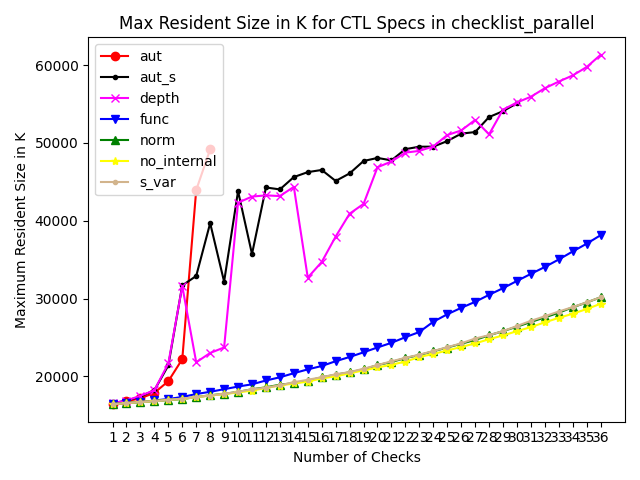 Max Resident Size in K for CTL Specs in checklist_parallel
Maximum Resident Size in K
60000
50000
40000
30000
20000
aut
aut_s
depth
func
norm
no_internal
s_var
1 2 3 4 5 6 7 8 9 10 11 12 13 14 15 16 17 18 19 20 21 22 23 24 25 26 27 28 29 30 31 32 33 34 35 36
Number of Checks